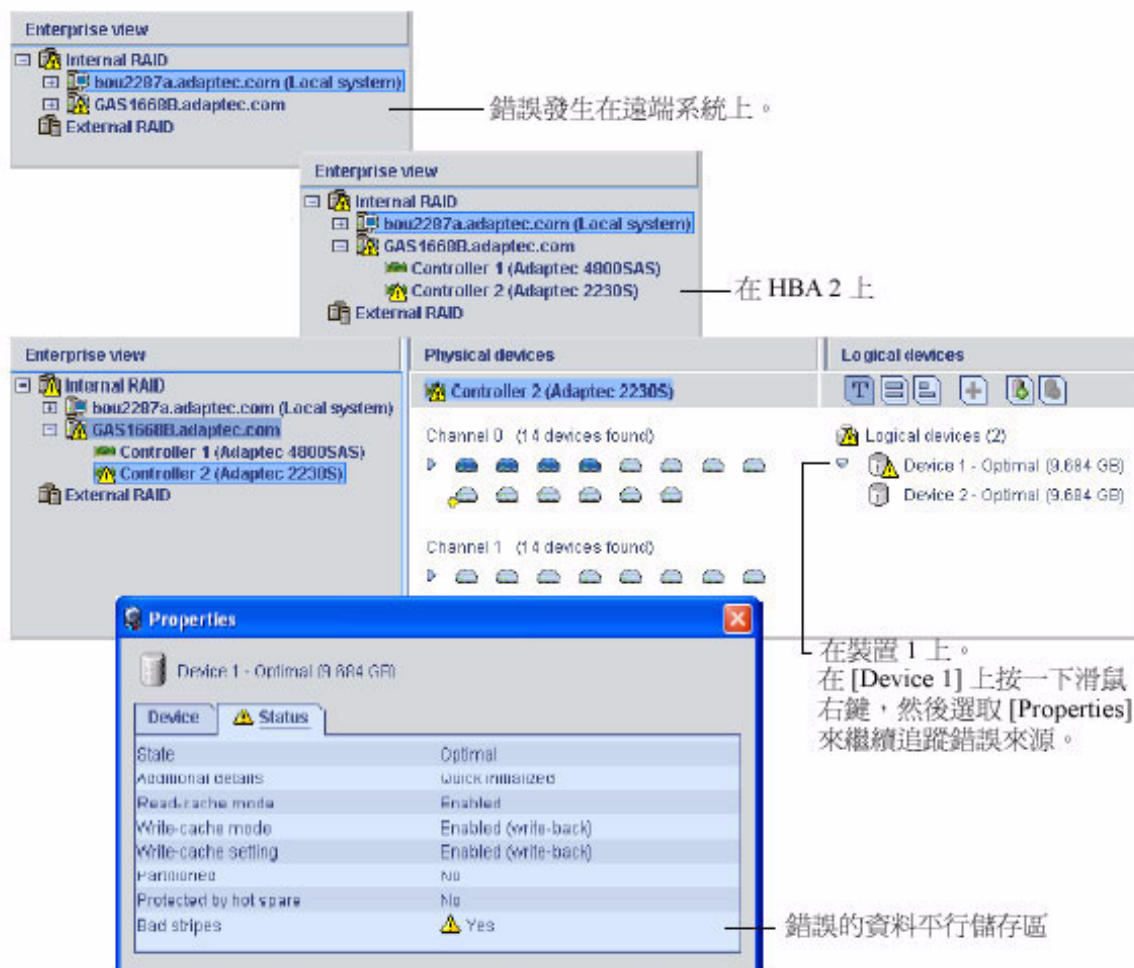 Enterprise view
Internal RAID
bou2287a.adaptec.com (Local system)
GAS1668B.adaptec.com
External RAID
錯誤發生在遠端系統上。
Enterprise view
Internal RAID
bou2287a.adaptec.com (Local system)
GAS1668B.adaptec.com
Controller 1 (Adaptec 4800SAS)
Controller 2 (Adaptec 2230S)
External RAID
在 HBA 2 上
Enterprise view
Internal RAID
bou2287a.adaptec.com (Local system)
GAS1668B.adaptec.com
Controller 1 (Adaptec 4800SAS)
Controller 2 (Adaptec 2230S)
External RAID
Physical devices
Controller 2 (Adaptec 2230S)
Channel 0 (14 devices found)
Channel 1 (14 devices found)
Logical devices
T
Logical devices (2)
Device 1 - Optimal (9.684 GB)
Device 2 - Optimal (9.684 GB)
在裝置 1 上。
在 [Device 1] 上按一下滑鼠
右鍵，然後選取 [Properties]
來繼續追蹤錯誤來源。
Properties
Device 1 - Optimal (9.684 GB)
Device
Status
State Optimal
Additional details Quick initialized
Read-cache mode Enabled
Write-cache mode Enabled (write-back)
Write-cache setting Enabled (write-back)
Partitioned No
Protected by hot spare No
Bad stripes Yes
錯誤的資料平行儲存區